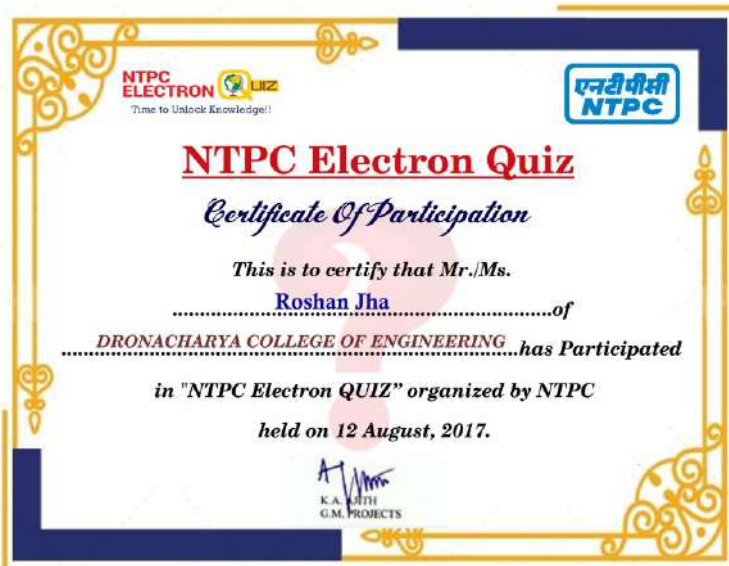 NTPC
ELECTRON QUIZ
Time to Unlock Knowledge!!
एनटीपीसी
NTPC
NTPC Electron Quiz
Certificate Of Participation
This is to certify that Mr./Ms.
Roshan Jha of
DRONACHARYA COLLEGE OF ENGINEERING has Participated
in "NTPC Electron QUIZ” organized by NTPC
held on 12 August, 2017.
K.A.
G.M. PROJECTS